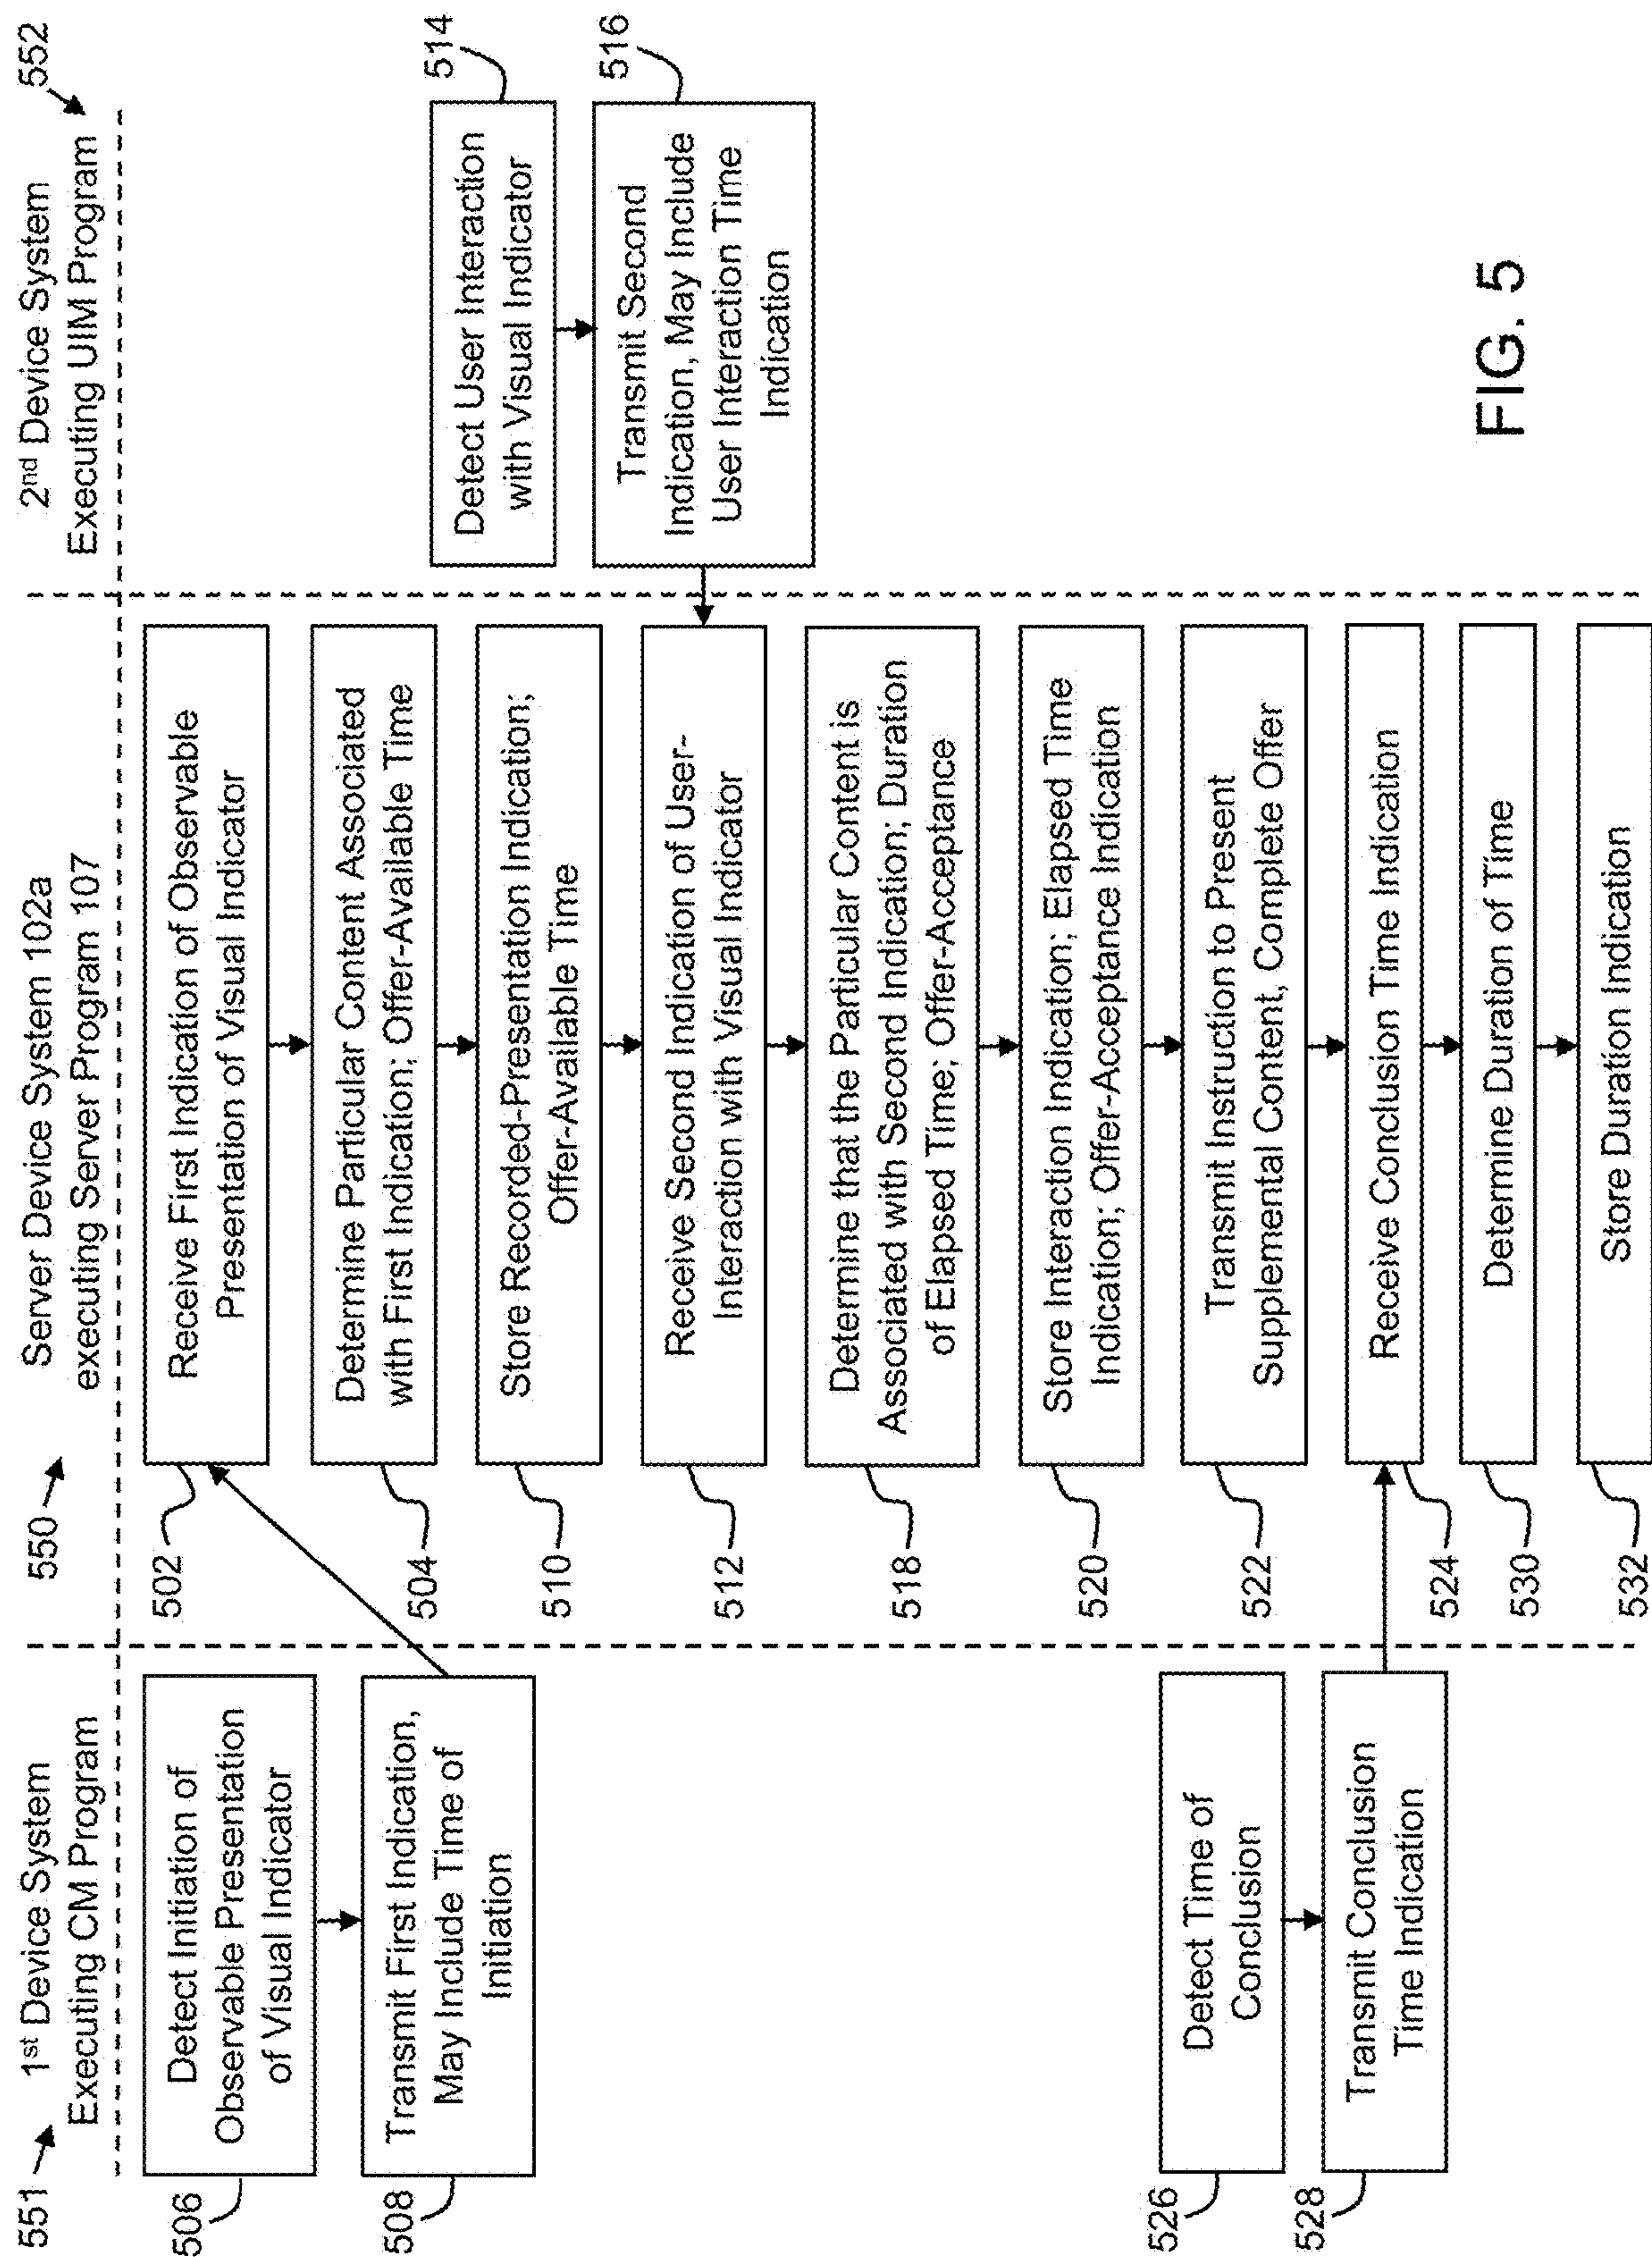 551
1st Device System
Executing CM Program
506
Detect Initiation of
Observable Presentation
of Visual Indicator
508
Transmit First Indication,
May Include Time of
Initiation
526
Detect Time of
Conclusion
528
Transmit Conclusion
Time Indication
550
Server Device System 102a
executing Server Program 107
502
Receive First Indication of Observable
Presentation of Visual Indicator
504
Determine Particular Content Associated
with First Indication; Offer-Available Time
510
Store Recorded-Presentation Indication;
Offer-Available Time
512
Receive Second Indication of User-
Interaction with Visual Indicator
518
Determine that the Particular Content is
Associated with Second Indication; Duration
of Elapsed Time; Offer-Acceptance
520
Store Interaction Indication; Elapsed Time
Indication; Offer-Acceptance Indication
522
Transmit Instruction to Present
Supplemental Content, Complete Offer
524
Receive Conclusion Time Indication
530
Determine Duration of Time
532
Store Duration Indication
552
2nd Device System
Executing UIM Program
514
Detect User Interaction
with Visual Indicator
516
Transmit Second
Indication, May Include
User Interaction Time
Indication
FIG. 5